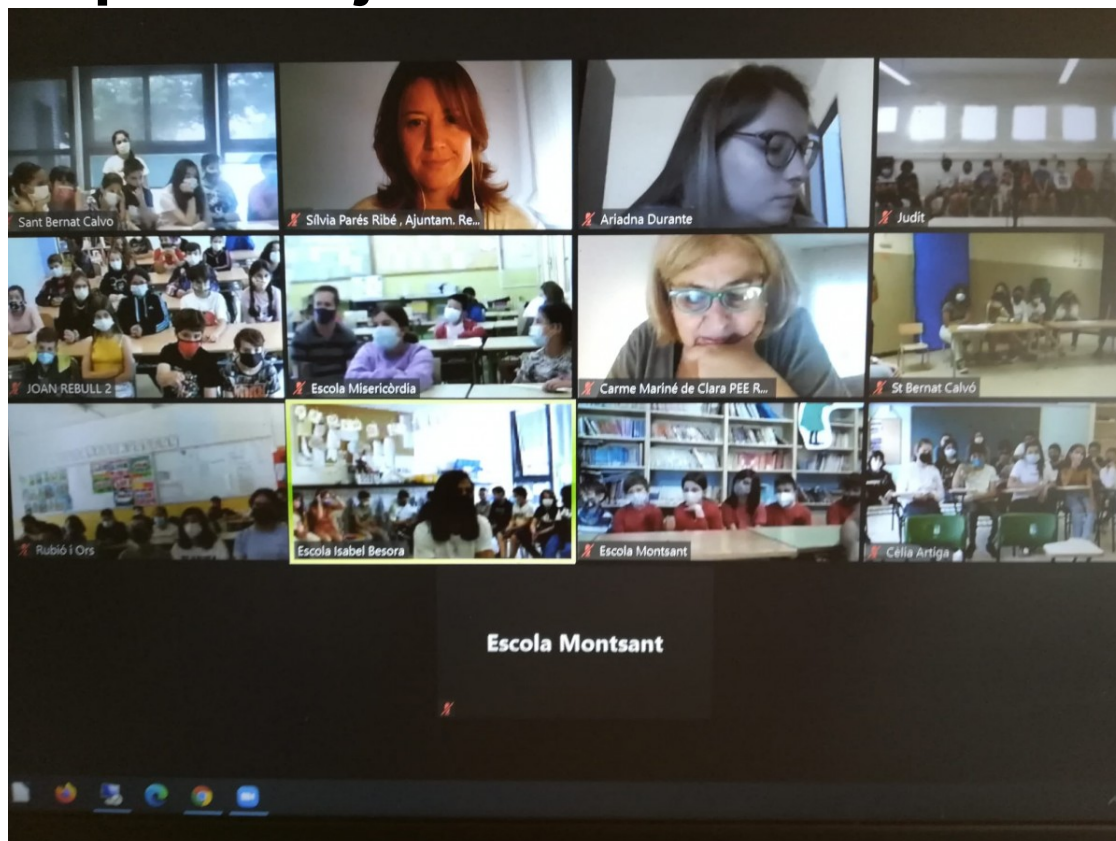 Sant Bernat Calvo
Sílvia Parés Ribé , Ajuntam. Re...
Ariadna Durante
Judit
JOAN REBULL 2
Escola Misericòrdia
Carme Mariné de Clara PEE R...
St Bernat Calvó
Rubió i Ors
Escola Isabel Besora
Escola Montsant
Cèlia Artiga
Escola Montsant